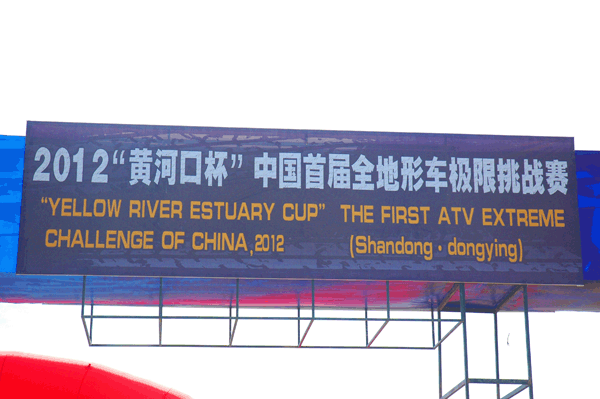 2012“黄河口杯”中国首届全地形车极限挑战赛
“YELLOW RIVER ESTUARY CUP” THE FIRST ATV EXTREME
CHALLENGE OF CHINA,2012 (Shandong·dongying)